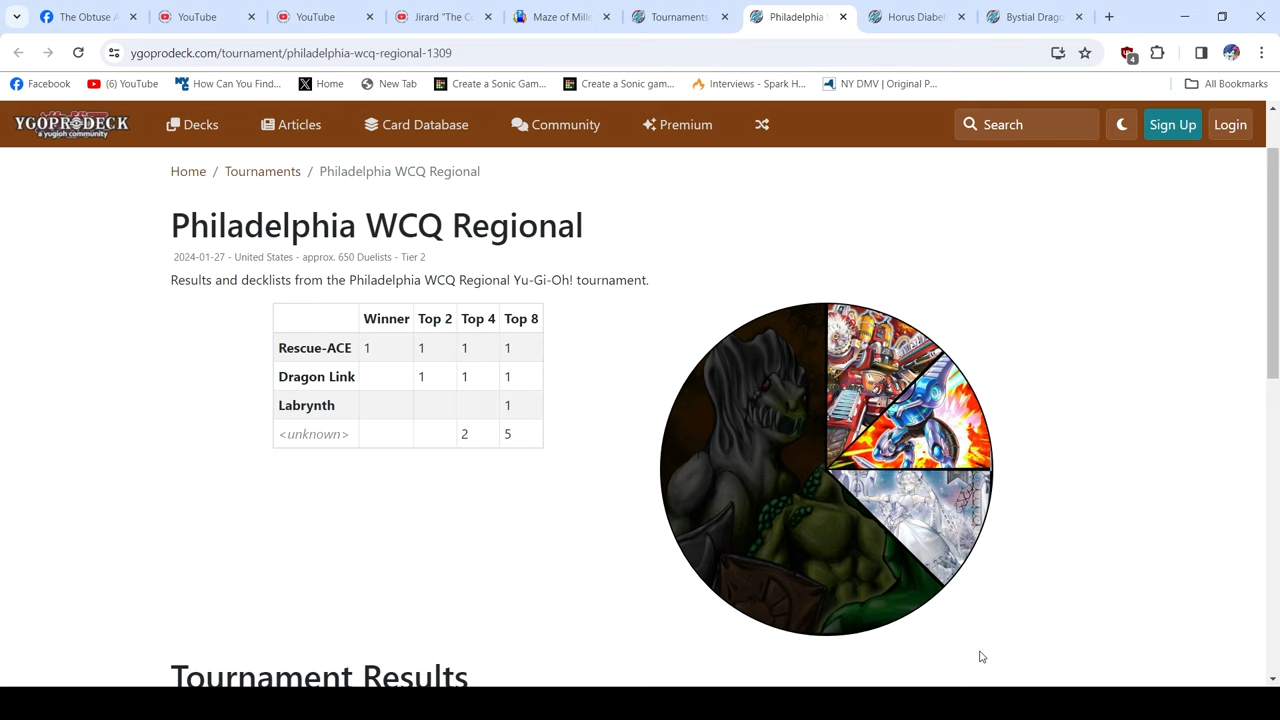 The Obtuse A
YouTube
YouTube
Jirard "The C
Maze of Mille
Tournaments
Philadelphia
Horus Diabel
Bystial Drago
ygoprodeck.com/tournament/philadelphia-wcq-regional-1309
4
Facebook
(6) YouTube
How Can You Find...
Home
New Tab
Create a Sonic Gam...
Create a Sonic gam...
Interviews - Spark H...
NY DMV | Original P...
All Bookmarks
YGOPRODECK
a yugioh community
Decks
Articles
Card Database
Community
Premium
Search
Sign Up
Login
Home / Tournaments / Philadelphia WCQ Regional
Philadelphia WCQ Regional
2024-01-27 - United States - approx. 650 Duelists - Tier 2
Results and decklists from the Philadelphia WCQ Regional Yu-Gi-Oh! tournament.
Winner Top 2 Top 4 Top 8
Rescue-ACE 1 1 1 1
Dragon Link 1 1 1
Labrynth 1
<unknown> 2 5
Tournament Results